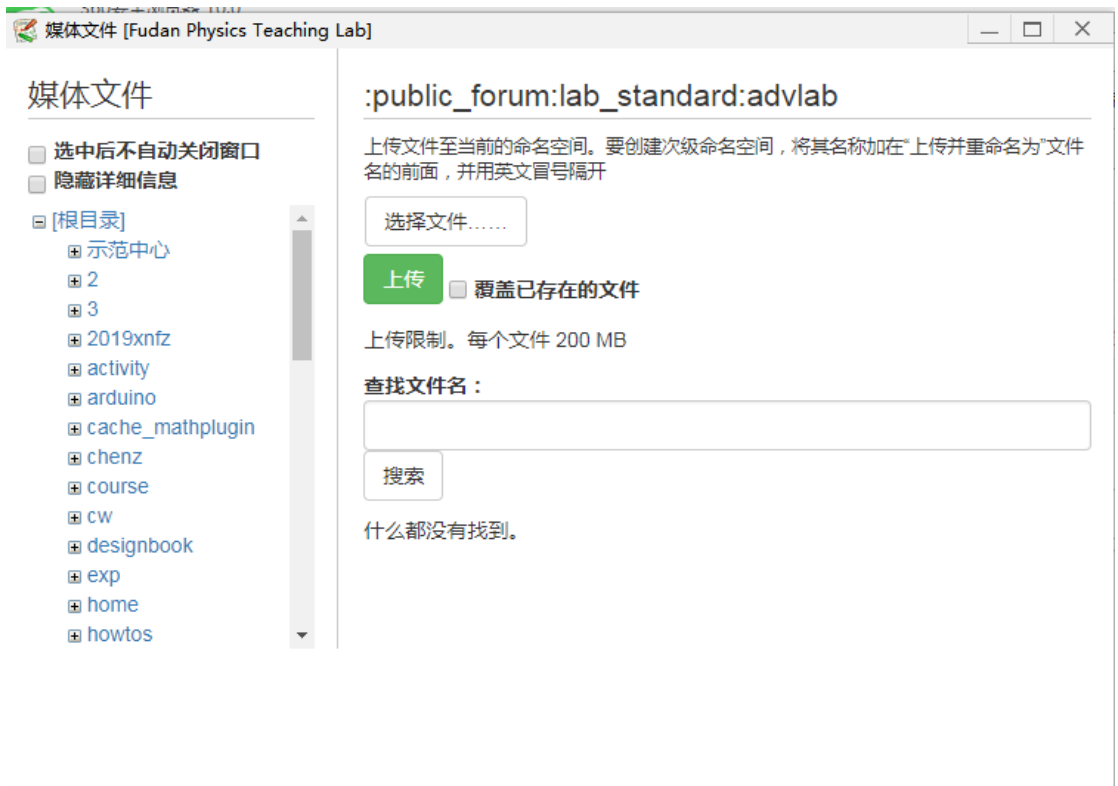 媒体文件 [Fudan Physics Teaching Lab]
媒体文件
选中后不自动关闭窗口
隐藏详细信息
[根目录]
示范中心
2
3
2019xnfz
activity
arduino
cache_mathplugin
chenz
course
cw
designbook
exp
home
howtos
:public_forum:lab_standard:advlab
上传文件至当前的命名空间。要创建次级命名空间，将其名称加在“上传并重命名为”文件
名的前面，并用英文冒号隔开
选择文件……
上传
覆盖已存在的文件
上传限制。每个文件 200 MB
查找文件名：
搜索
什么都没有找到。